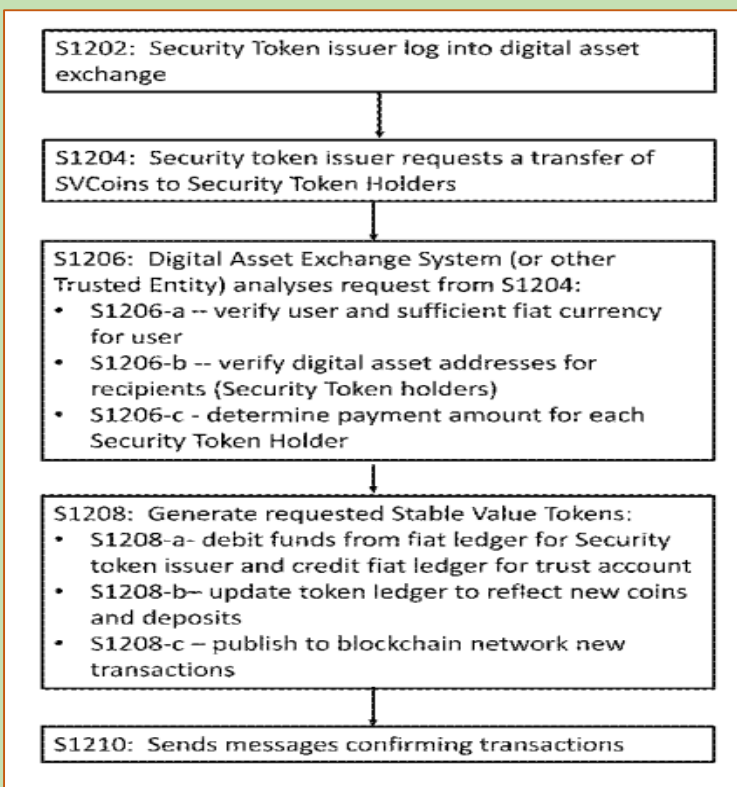 S1202: Security Token issuer log into digital asset
exchange
S1204: Security token issuer requests a transfer of
SVCoins to Security Token Holders
S1206: Digital Asset Exchange System (or other
Trusted Entity) analyses request from S1204:
• S1206-a -- verify user and sufficient fiat currency
for user
• S1206-b -- verify digital asset addresses for
recipients (Security Token holders)
• S1206-c - determine payment amount for each
Security Token Holder
S1208: Generate requested Stable Value Tokens:
• S1208-a- debit funds from fiat ledger for Security
token issuer and credit fiat ledger for trust account
• S1208-b– update token ledger to reflect new coins
and deposits
• S1208-c – publish to blockchain network new
transactions
S1210: Sends messages confirming transactions